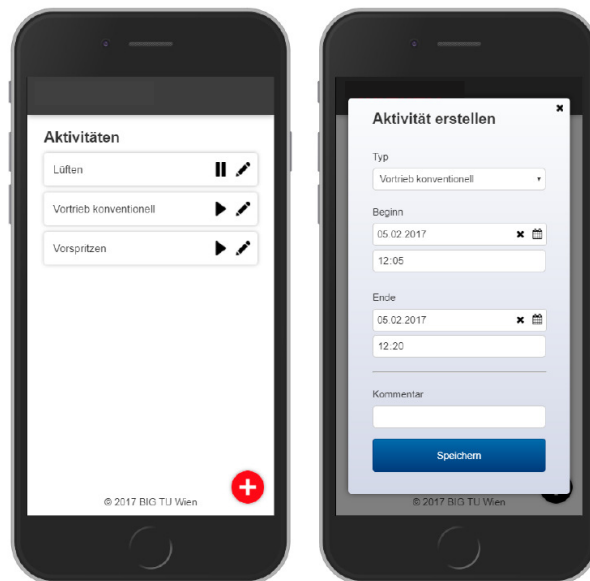 Aktivitäten
Lüften
Vortrieb konventionell
Vorspritzen
© 2017 BIG TU Wien
Aktivität erstellen
Typ
Vortrieb konventionell
Beginn
05.02.2017
12:05
Ende
05.02.2017
12:20
Kommentar
Speichern
© 2017 BIG TU Wien